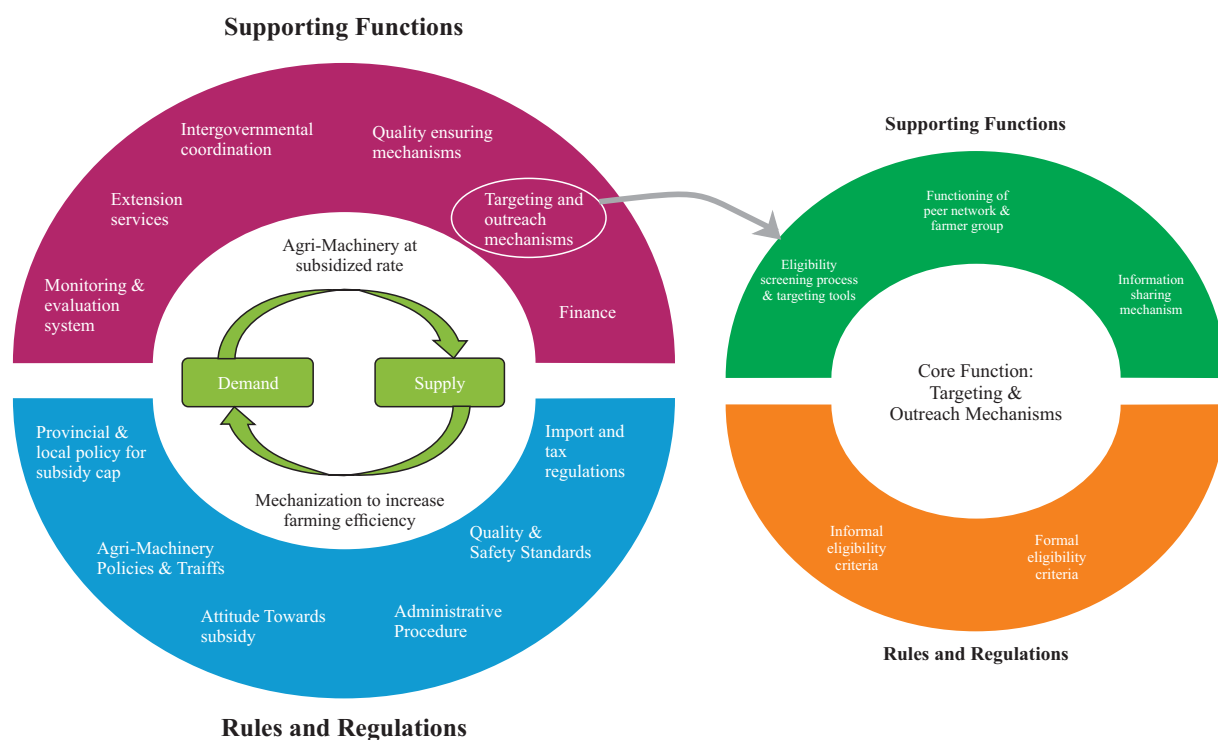 Supporting Functions
Intergovernmental
coordination
Quality ensuring
mechanisms
Extension
services
Targeting and
outreach
mechanisms
Monitoring &
evaluation
system
Finance
Agri-Machinery at
subsidized rate
Demand
Supply
Mechanization to increase
farming efficiency
Provincial &
local policy for
subsidy cap
Import and
tax
regulations
Agri-Machinery
Policies & Traiffs
Quality &
Safety Standards
Attitude Towards
subsidy
Administrative
Procedure
Rules and Regulations
Supporting Functions
Functioning of
peer network &
farmer group
Eligibility
screening process
& targeting tools
Information
sharing
mechanism
Core Function:
Targeting &
Outreach Mechanisms
Informal
eligibility
criteria
Formal
eligibility
criteria
Rules and Regulations